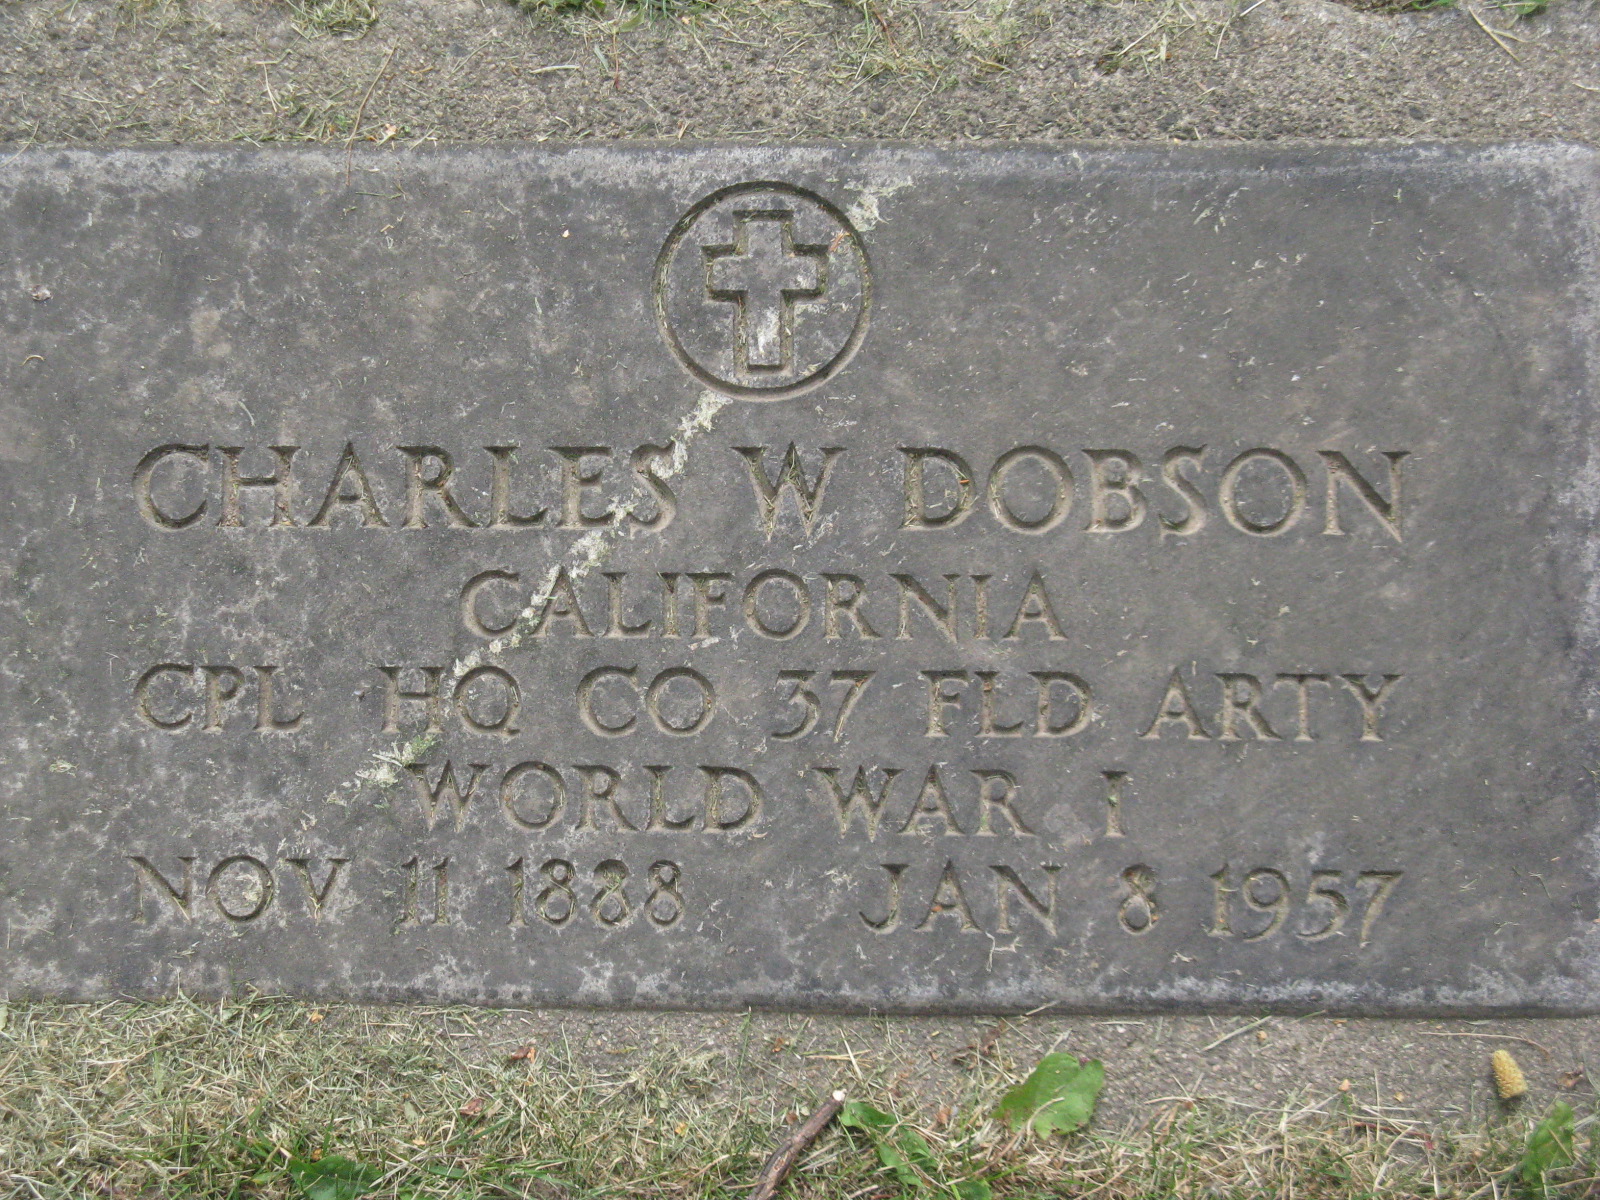 CHARLES W DOBSON
CALIFORNIA
CPL HQ CO 37 FLD ARTY
WORLD WAR I
NOV 11 1888 JAN 8 1957